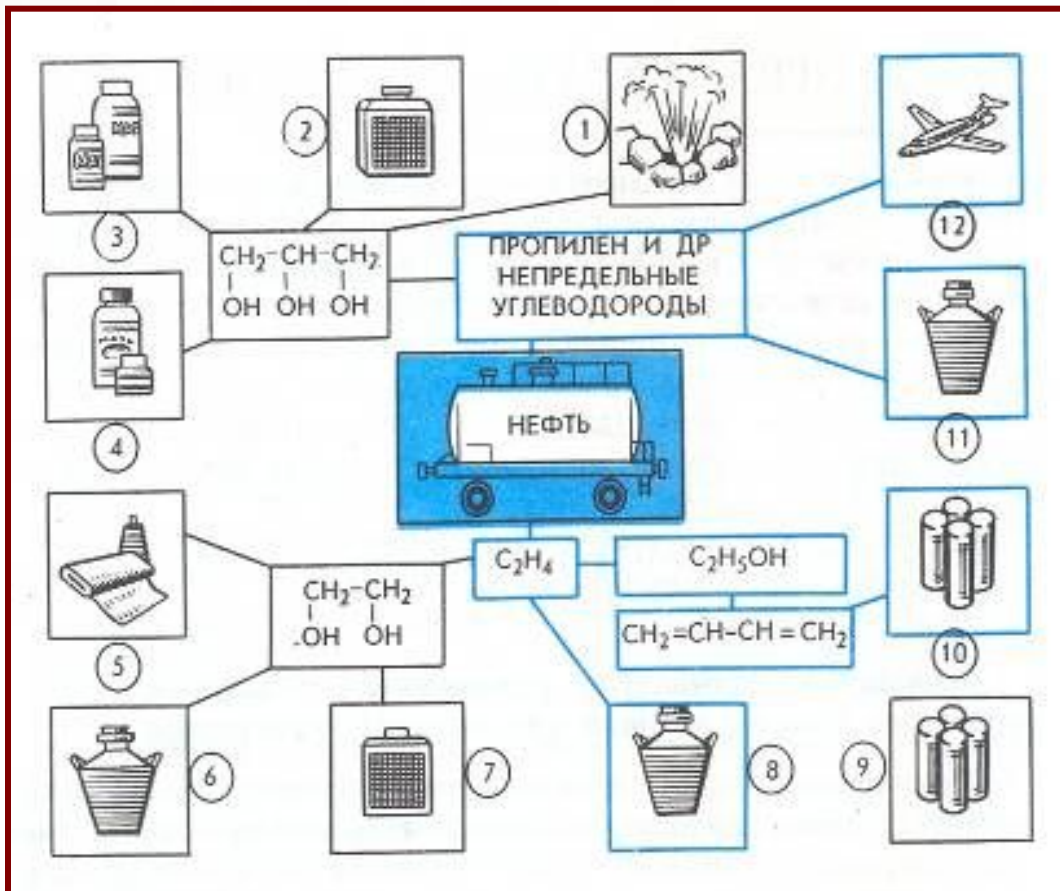 3
2
1
12
CH₂-CH-CH₂
OH OH OH
ПРОПИЛЕН И ДР
НЕПРЕДЕЛЬНЫЕ
УГЛЕВОДОРОДЫ
4
11
НЕФТЬ
C₂H₄
C₂H₅OH
CH₂-CH₂
OH OH
CH₂=CH-CH=CH₂
5
10
6
7
8
9